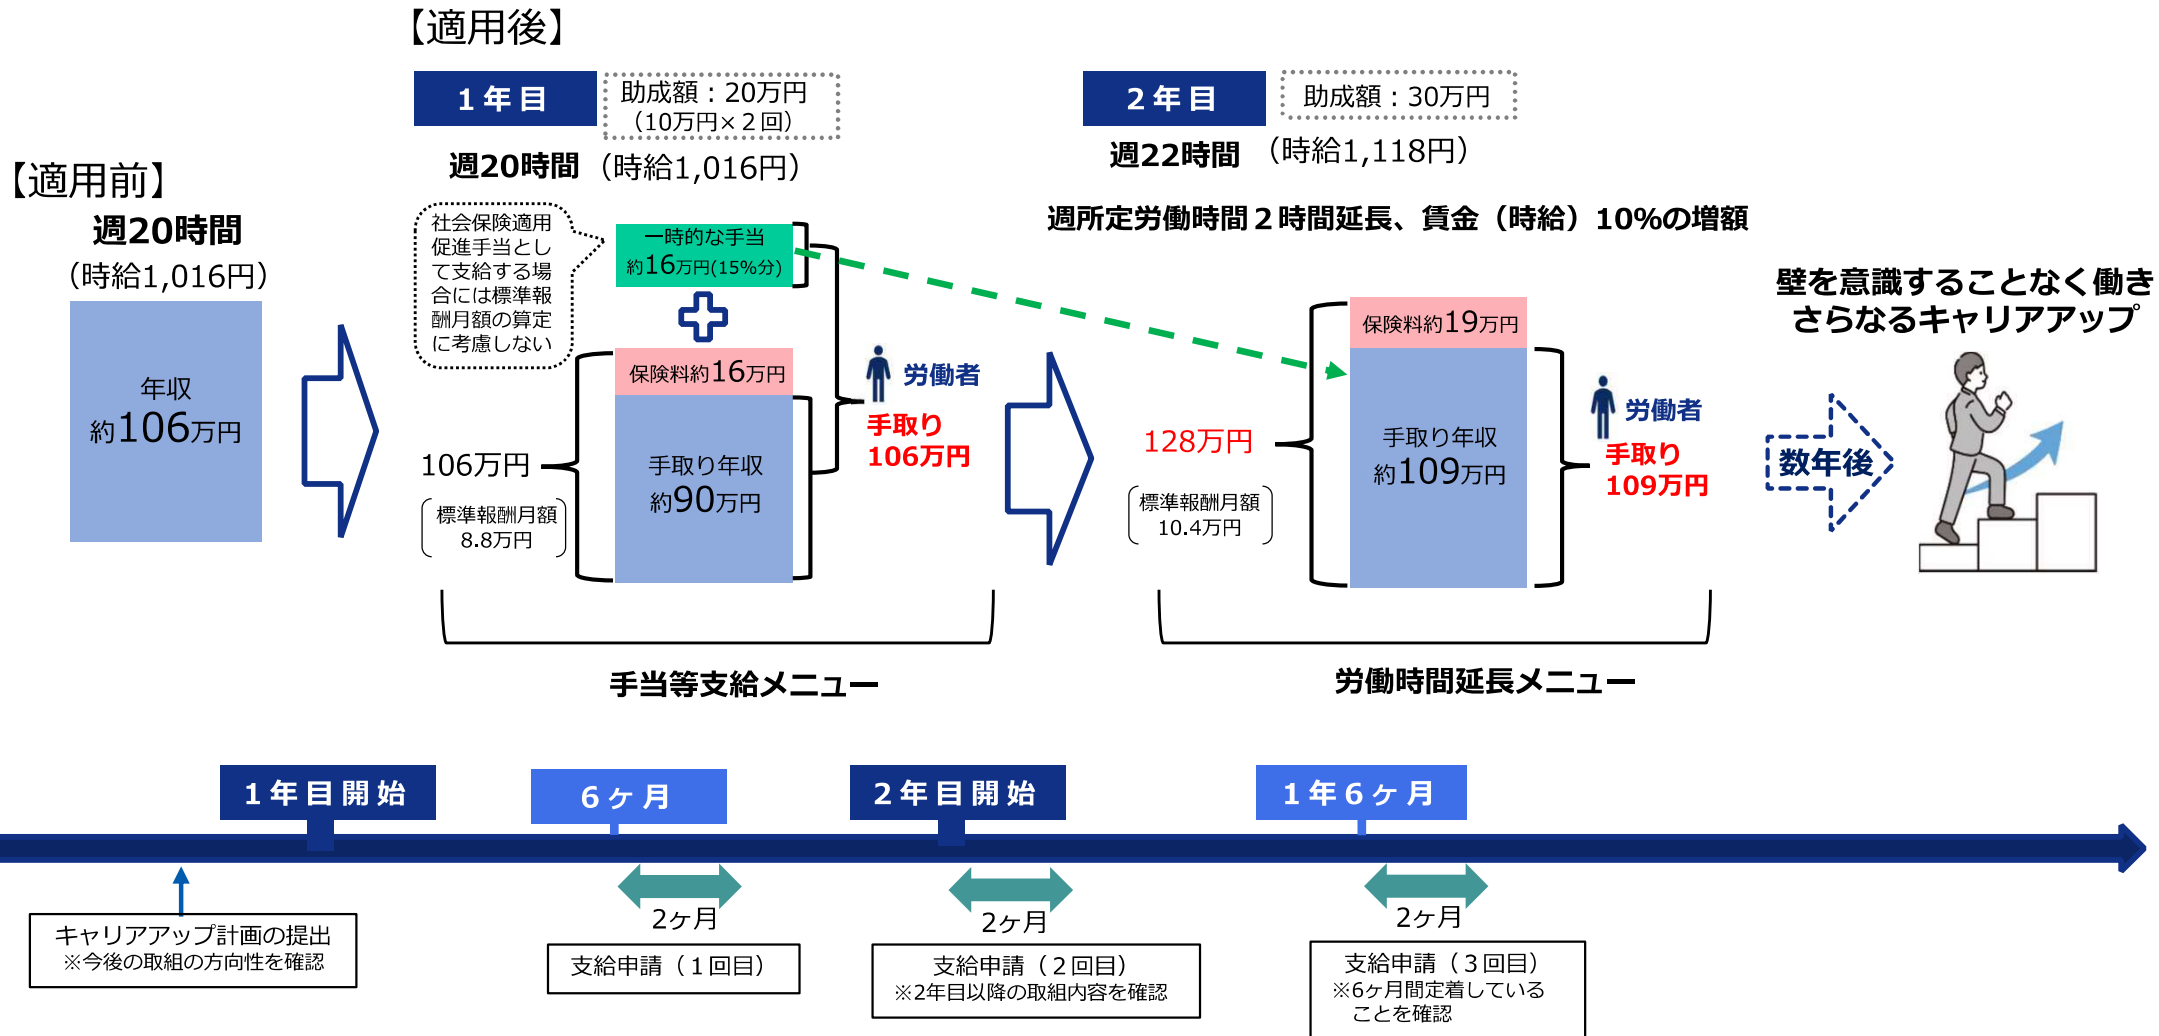 【適用後】
1年目
助成額：20万円
（10万円×2回）
週20時間（時給1,016円）
2年目
助成額：30万円
週22時間（時給1,118円）
週所定労働時間2時間延長、賃金（時給）10%の増額
【適用前】
週20時間
（時給1,016円）
年収
約106万円
社会保険適用
促進手当とし
て支給する場
合には標準報
酬月額の算定
に考慮しない
一時的な手当
約16万円(15%分)
保険料約16万円
手取り年収
約90万円
106万円
標準報酬月額
8.8万円
労働者
手取り
106万円
手当等支給メニュー
保険料約19万円
手取り年収
約109万円
128万円
標準報酬月額
10.4万円
労働者
手取り
109万円
労働時間延長メニュー
壁を意識することなく働き
さらなるキャリアアップ
数年後
1年目開始
6ヶ月
2年目開始
1年6ヶ月
キャリアアップ計画の提出
※今後の取組の方向性を確認
2ヶ月
支給申請（1回目）
2ヶ月
支給申請（2回目）
※2年目以降の取組内容を確認
2ヶ月
支給申請（3回目）
※6ヶ月間定着している
ことを確認